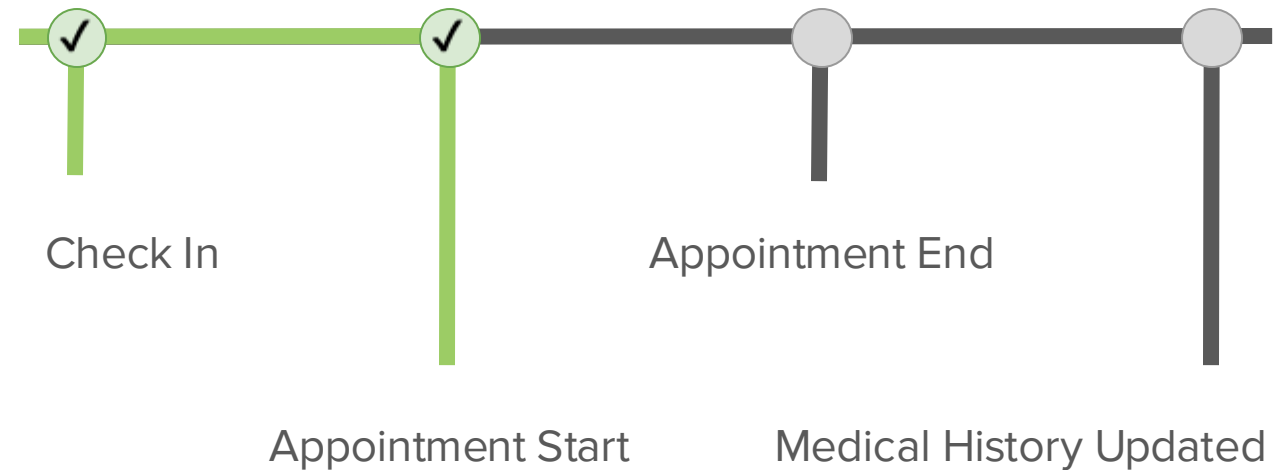 Check In
Appointment End
Appointment Start
Medical History Updated